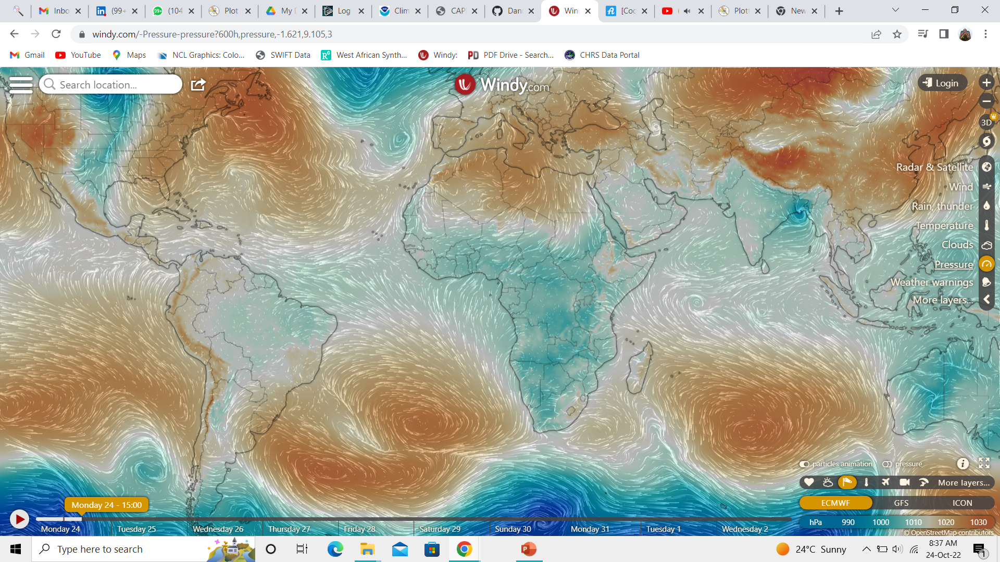 Inbo
(99+
99+
(104
Plot
My D
Log
Clim
CAP
Dan
Win
[Coc
(
Plot
New
windy.com/-Pressure-pressure?600h,pressure,-1.621,9.105,3
Gmail
YouTube
Maps
NCL Graphics: Colo...
SWIFT Data
West African Synth...
Windy:
PDF Drive - Search...
CHRS Data Portal
Search location...
Windy.com
Login
3D
Radar & Satellite
Wind
Rain, thunder
Temperature
Clouds
Pressure
Weather warnings
More layers...
particles animation
pressure
More layers...
ECMWF
GFS
ICON
hPa 990 1000 1010 1020 1030
© OpenStreetMap contributors
Monday 24 - 15:00
Monday 24
Tuesday 25
Wednesday 26
Thursday 27
Friday 28
Saturday 29
Sunday 30
Monday 31
Tuesday 1
Wednesday 2
Type here to search
24°C Sunny
8:37 AM
24-Oct-22
1